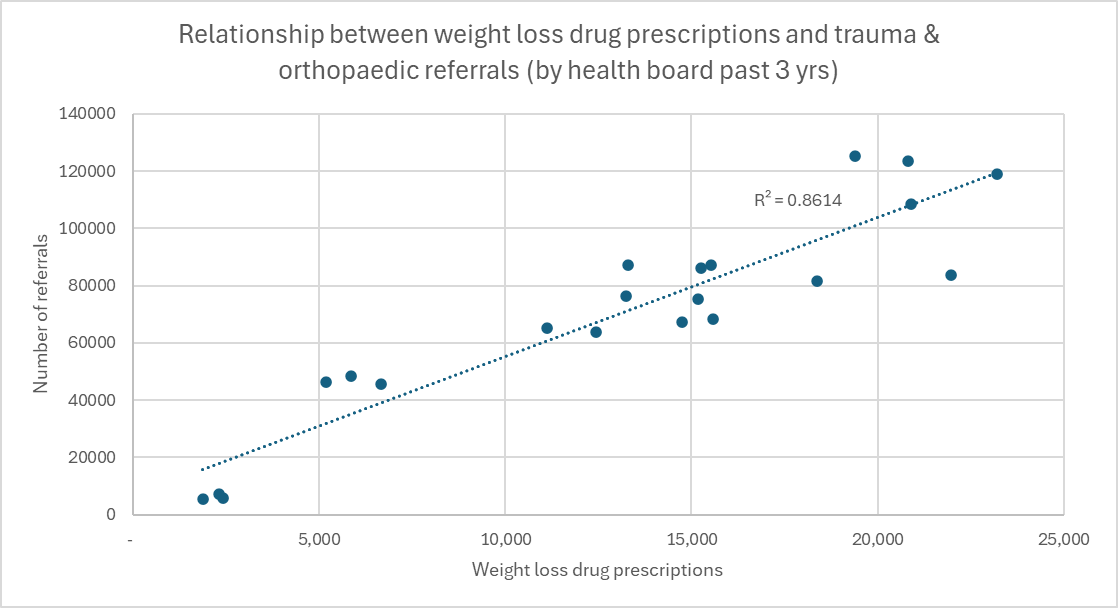 Relationship between weight loss drug prescriptions and trauma &
orthopaedic referrals (by health board past 3 yrs)
140000
120000
100000
80000
60000
40000
20000
0
Number of referrals
R² = 0.8614
-
5,000
10,000
15,000
20,000
25,000
Weight loss drug prescriptions